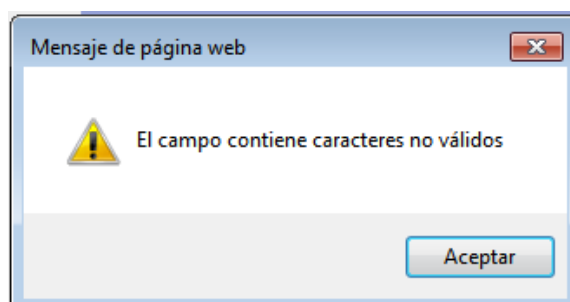 Mensaje de página web
El campo contiene caracteres no válidos
Aceptar